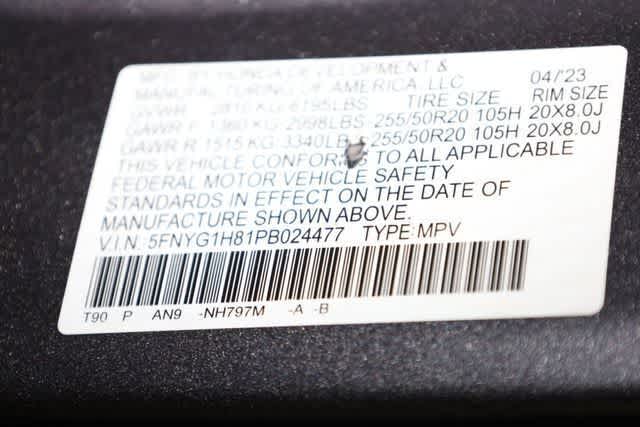 MFG. BY HONDA DEVELOPMENT &
MANUFACTURING OF AMERICA, LLC 04/23
GVWR 2810 KG 6195LBS TIRE SIZE RIM SIZE
GAWR F 1360 KG 2998LBS 255/50R20 105H 20X8.0J
GAWR R 1515 KG 3340LBS 255/50R20 105H 20X8.0J
THIS VEHICLE CONFORMS TO ALL APPLICABLE
FEDERAL MOTOR VEHICLE SAFETY
STANDARDS IN EFFECT ON THE DATE OF
MANUFACTURE SHOWN ABOVE.
V.I.N: 5FNYG1H81PB024477 TYPE: MPV
T90 P AN9 -NH797M -A -B